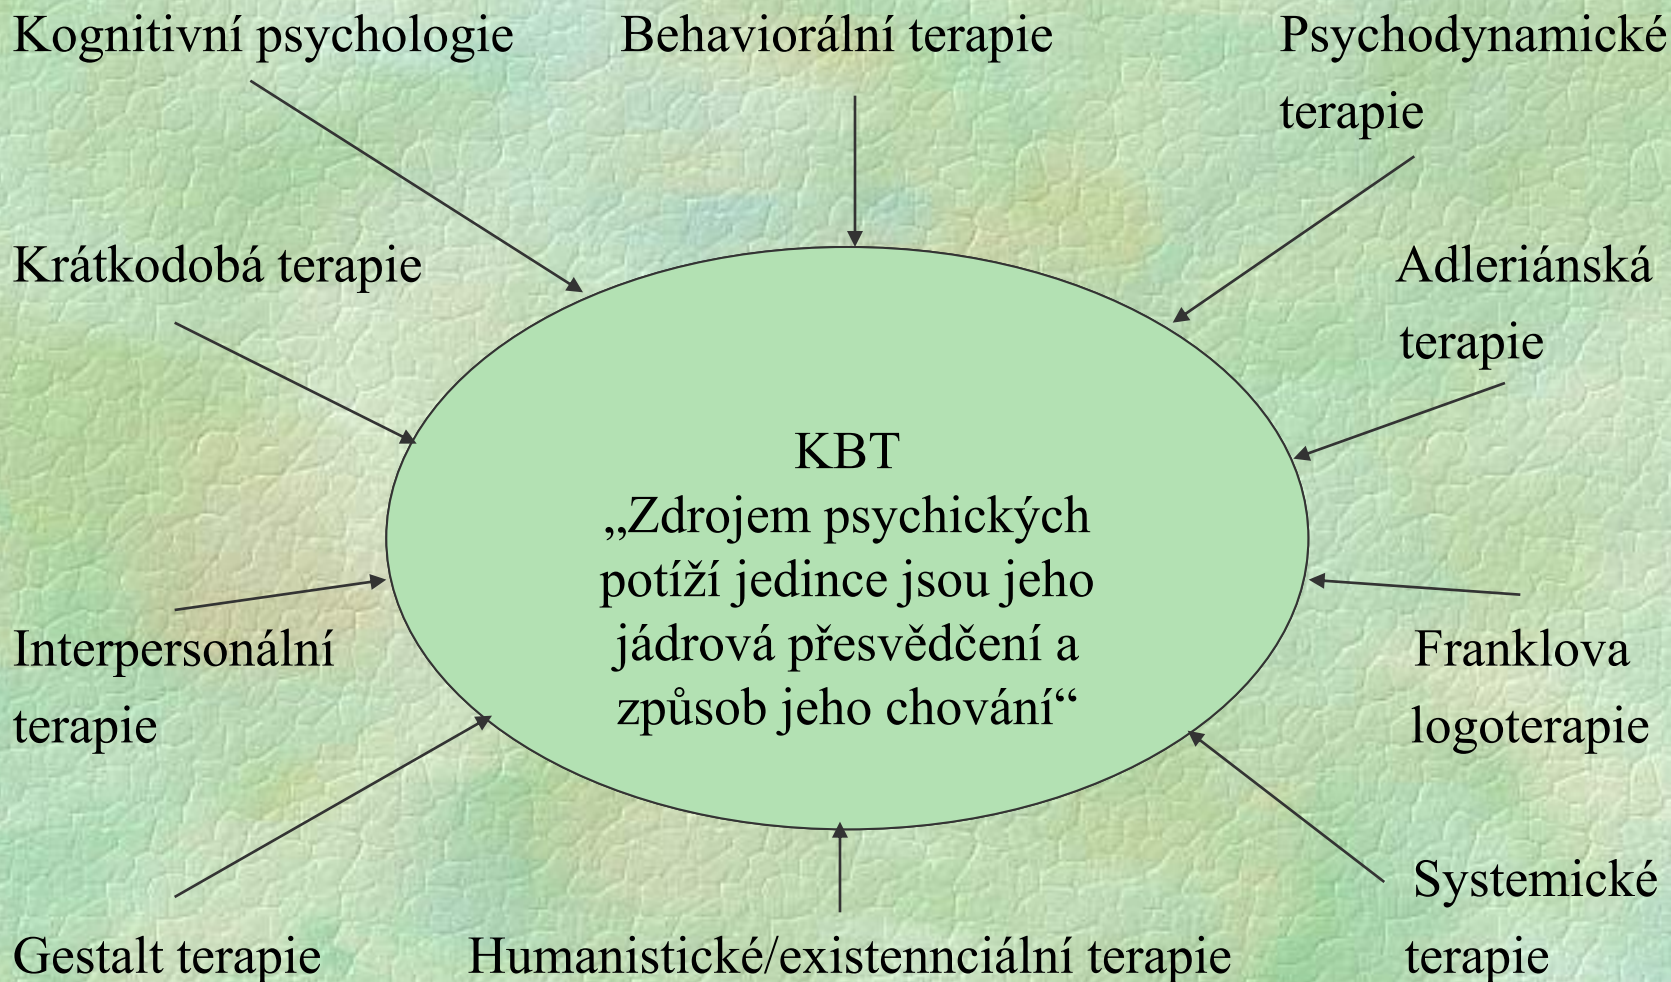 Kognitivní psychologie
Behaviorální terapie
Psychodynamické
terapie
Krátkodobá terapie
Adleriánská
terapie
KBT
„Zdrojem psychických
potíží jedince jsou jeho
jádrová přesvědčení a
způsob jeho chování“
Interpersonální
terapie
Franklova
logoterapie
Systemické
terapie
Gestalt terapie
Humanistické/existennciální terapie